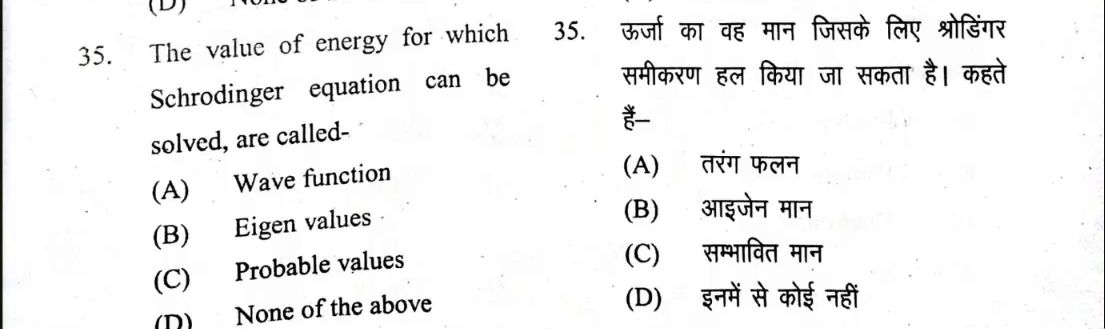 (D)
35. The value of energy for which
Schrodinger equation can be
solved, are called-
(A) Wave function
(B) Eigen values
(C) Probable values
(D) None of the above
35. ऊर्जा का वह मान जिसके लिए श्रोडिंगर
समीकरण हल किया जा सकता है। कहते
हैं–
(A) तरंग फलन
(B) आइजेन मान
(C) सम्भावित मान
(D) इनमें से कोई नहीं